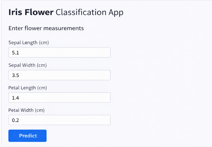 Iris Flower Classification App
Enter flower measurements
Sepal Length (cm)
5.1
Sepal Width (cm)
3.5
Petal Length (cm)
1.4
Petal Width (cm)
0.2
Predict